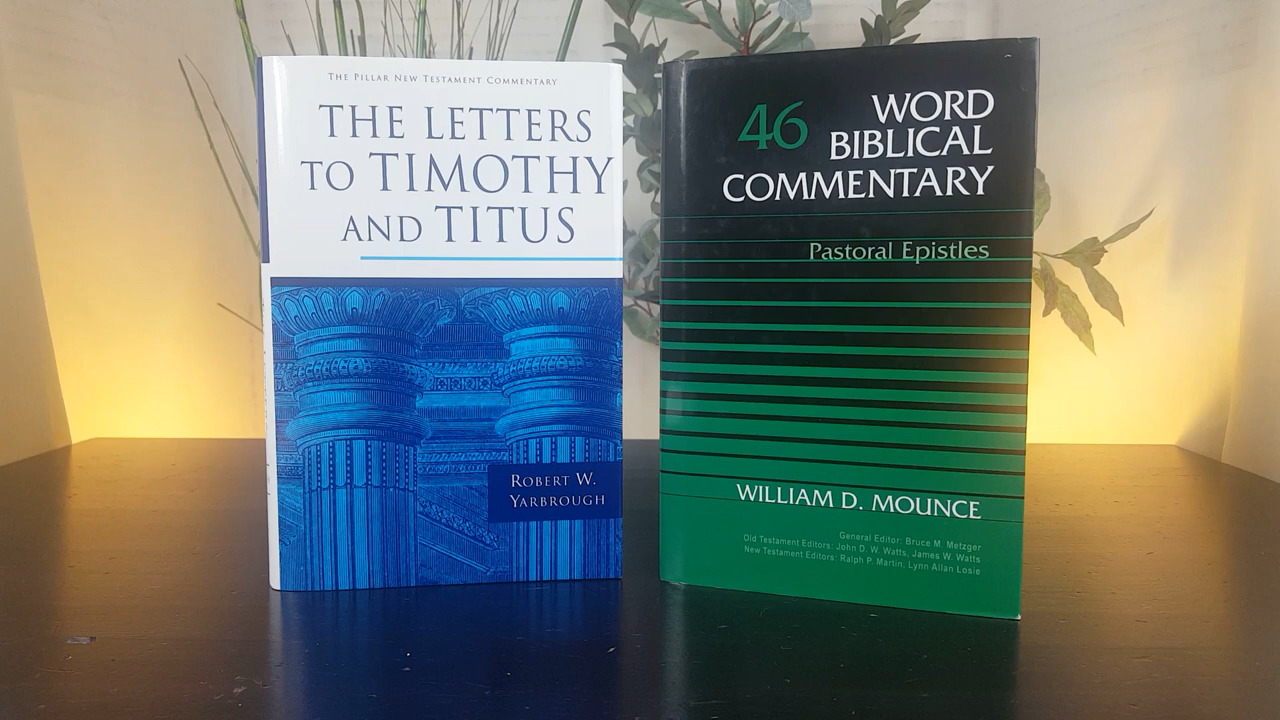 THE PILLAR NEW TESTAMENT COMMENTARY
THE LETTERS
TO TIMOTHY
AND TITUS
ROBERT W.
YARBROUGH
46 WORD
BIBLICAL
COMMENTARY
Pastoral Epistles
WILLIAM D. MOUNCE
General Editor: Bruce M. Metzger
Old Testament Editors: John D. W. Watts, James W. Watts
New Testament Editors: Ralph P. Martin, Lynn Allan Losie